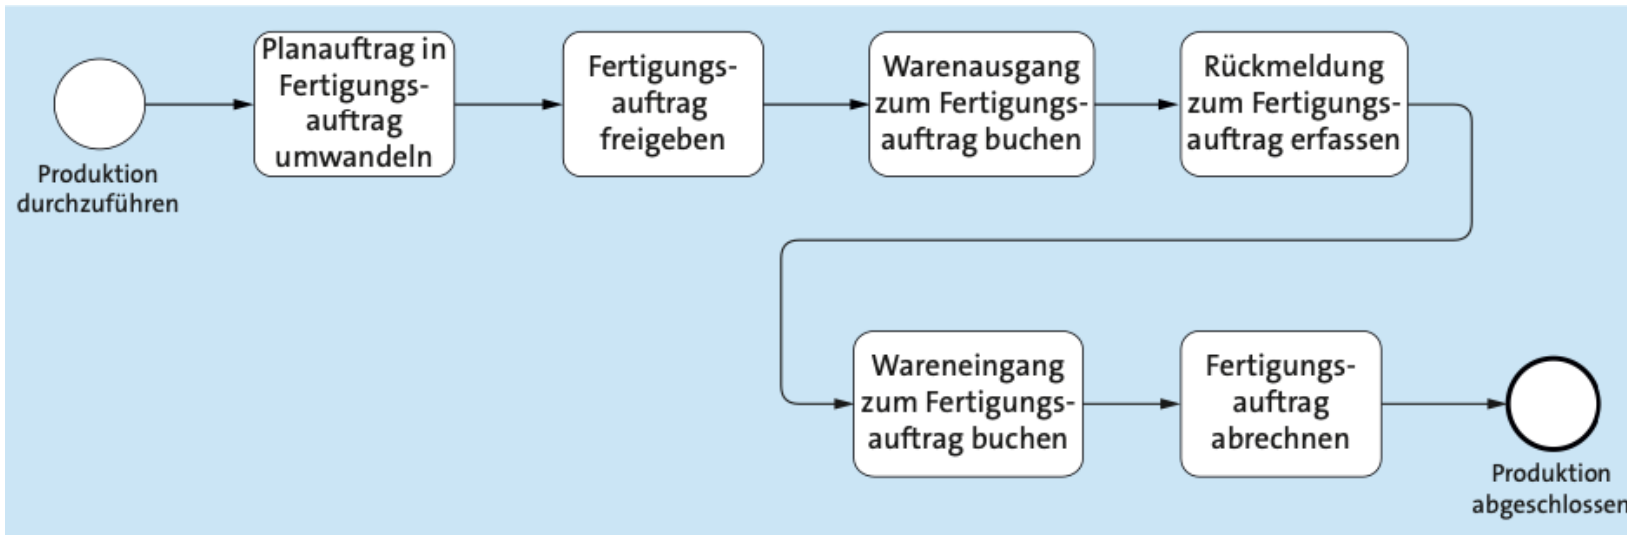 Produktion
durchzuführen
Planauftrag in
Fertigungs-
auftrag
umwandeln
Fertigungs-
auftrag
freigeben
Warenausgang
zum Fertigungs-
auftrag buchen
Rückmeldung
zum Fertigungs-
auftrag erfassen
Wareneingang
zum Fertigungs-
auftrag buchen
Fertigungs-
auftrag
abrechnen
Produktion
abgeschlossen